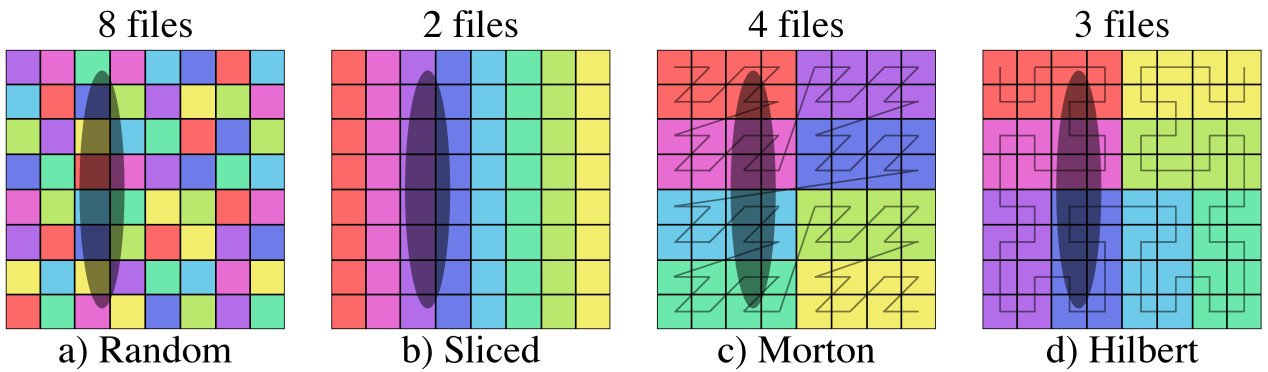 8 files
2 files
4 files
3 files
a) Random
b) Sliced
c) Morton
d) Hilbert